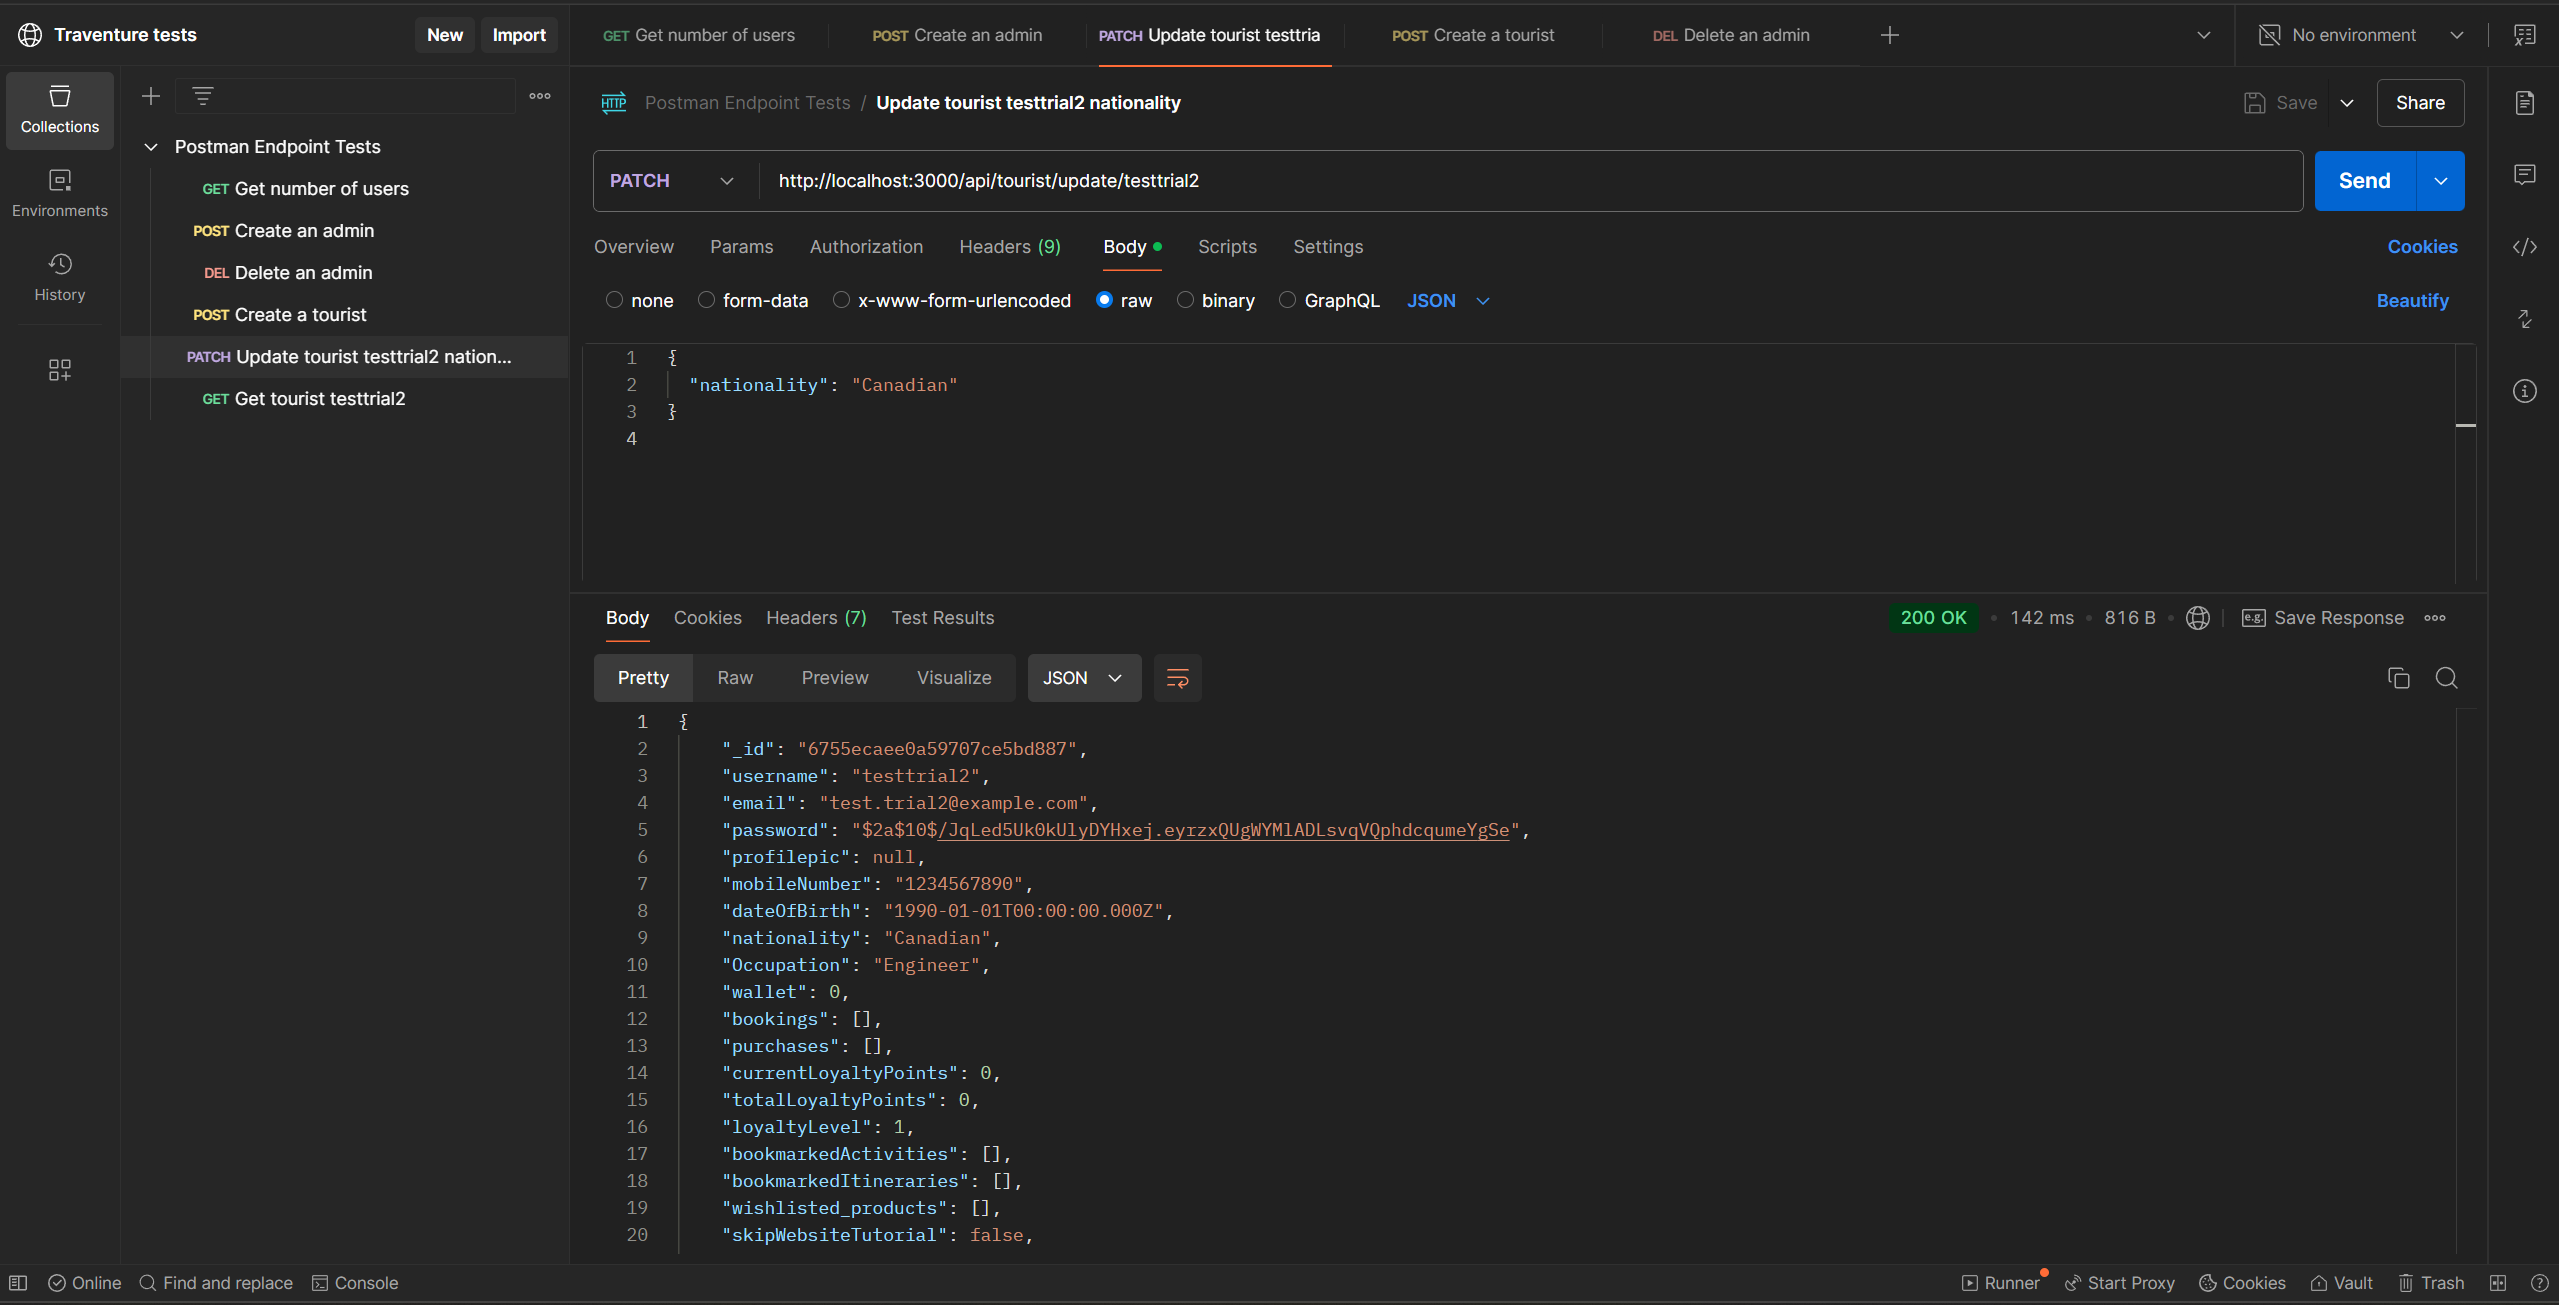 Traventure tests
New
Import
GET Get number of users
POST Create an admin
PATCH Update tourist testtria
POST Create a tourist
DEL Delete an admin
No environment
Collections
Environments
History
Postman Endpoint Tests
GET Get number of users
POST Create an admin
DEL Delete an admin
POST Create a tourist
PATCH Update tourist testtrial2 nation...
GET Get tourist testtrial2
HTTP Postman Endpoint Tests / Update tourist testtrial2 nationality
Save
Share
PATCH http://localhost:3000/api/tourist/update/testtrial2
Send
Overview Params Authorization Headers (9) Body Scripts Settings
Cookies
none form-data x-www-form-urlencoded raw binary GraphQL JSON
Beautify
1 {
2 "nationality": "Canadian"
3 }
4
Body Cookies Headers (7) Test Results
200 OK • 142 ms • 816 B •
e.g. Save Response
Pretty Raw Preview Visualize JSON
1 {
2 "_id": "6755ecaee0a59707ce5bd887",
3 "username": "testtrial2",
4 "email": "test.trial2@example.com",
5 "password": "$2a$10$/JqLed5Uk0kUlyDYHxej.eyrzxQUgWYMlADLsvqVQphdcqumeYgSe",
6 "profilepic": null,
7 "mobileNumber": "1234567890",
8 "dateOfBirth": "1990-01-01T00:00:00.000Z",
9 "nationality": "Canadian",
10 "Occupation": "Engineer",
11 "wallet": 0,
12 "bookings": [],
13 "purchases": [],
14 "currentLoyaltyPoints": 0,
15 "totalLoyaltyPoints": 0,
16 "loyaltyLevel": 1,
17 "bookmarkedActivities": [],
18 "bookmarkedItineraries": [],
19 "wishlisted_products": [],
20 "skipWebsiteTutorial": false,
Online
Find and replace
Console
Runner
Start Proxy
Cookies
Vault
Trash